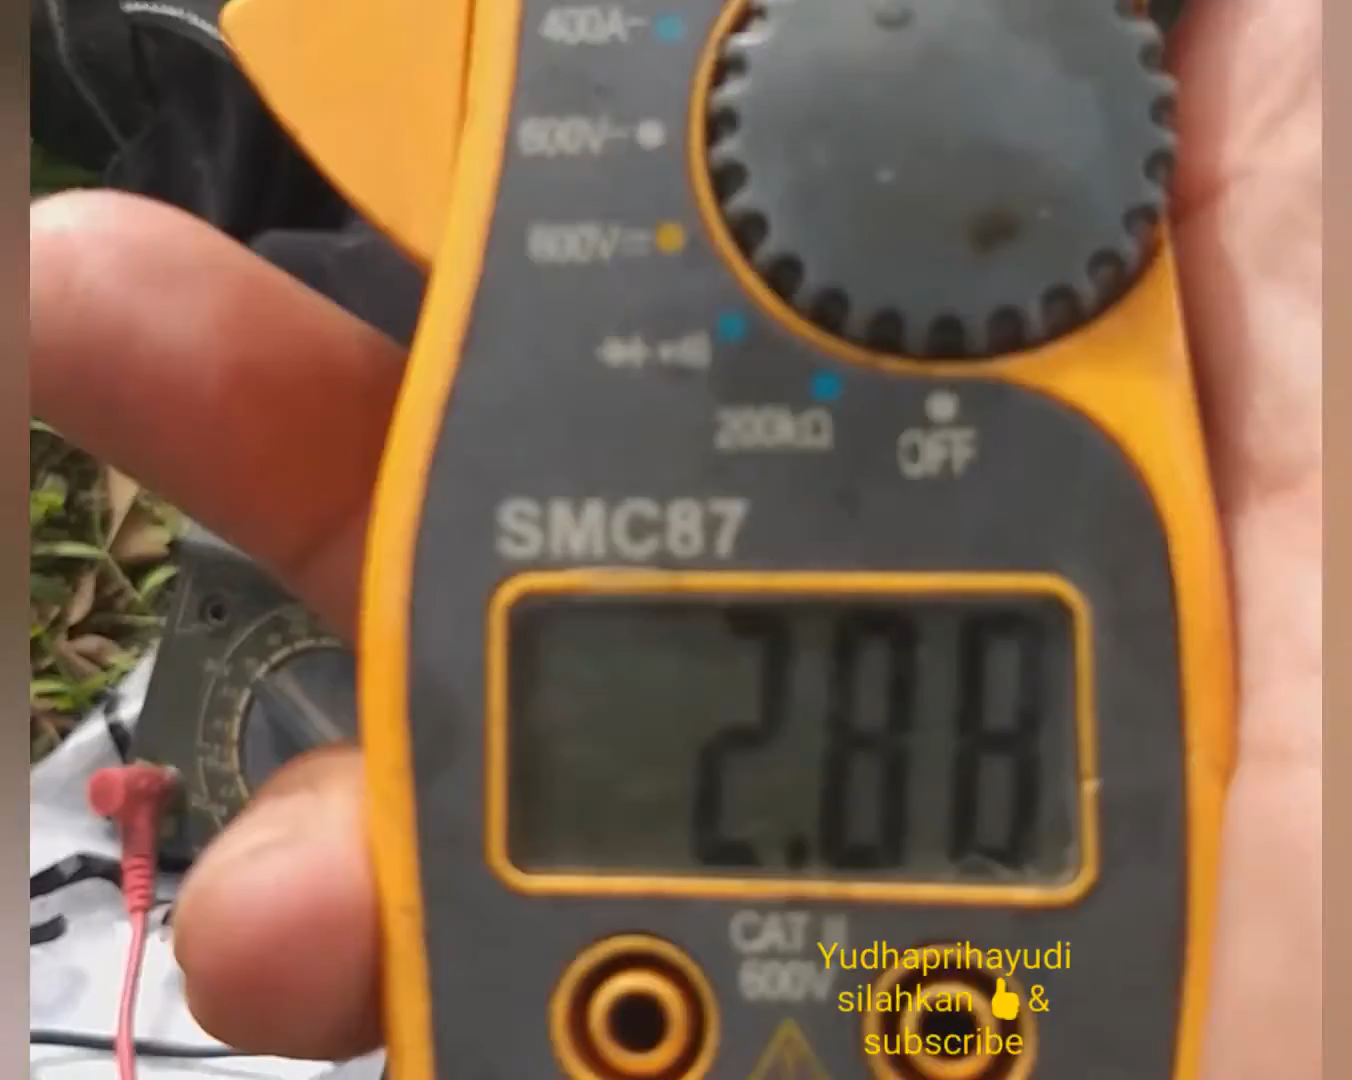 400A~
600V~
600V⎓
200kΩ
OFF
SMC87
2.88
CAT II
600V
Yudhaprihayudi
silahkan 👍&
subscribe